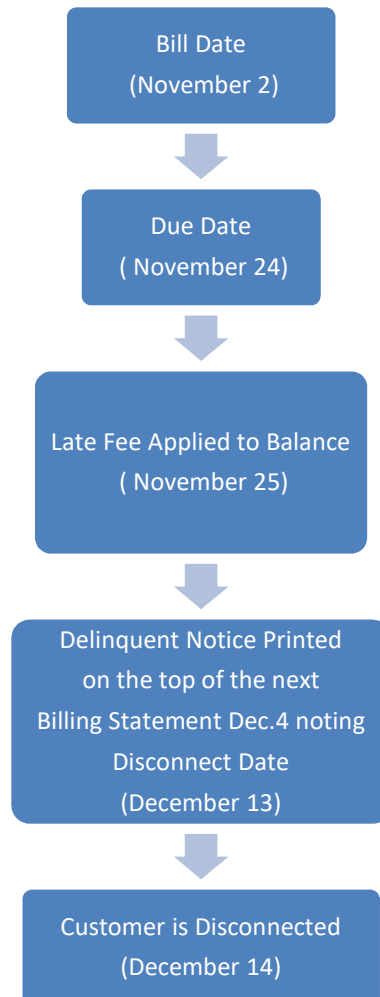 Bill Date
(November 2)
Due Date
( November 24)
Late Fee Applied to Balance
( November 25)
Delinquent Notice Printed
on the top of the next
Billing Statement Dec.4 noting
Disconnect Date
(December 13)
Customer is Disconnected
(December 14)